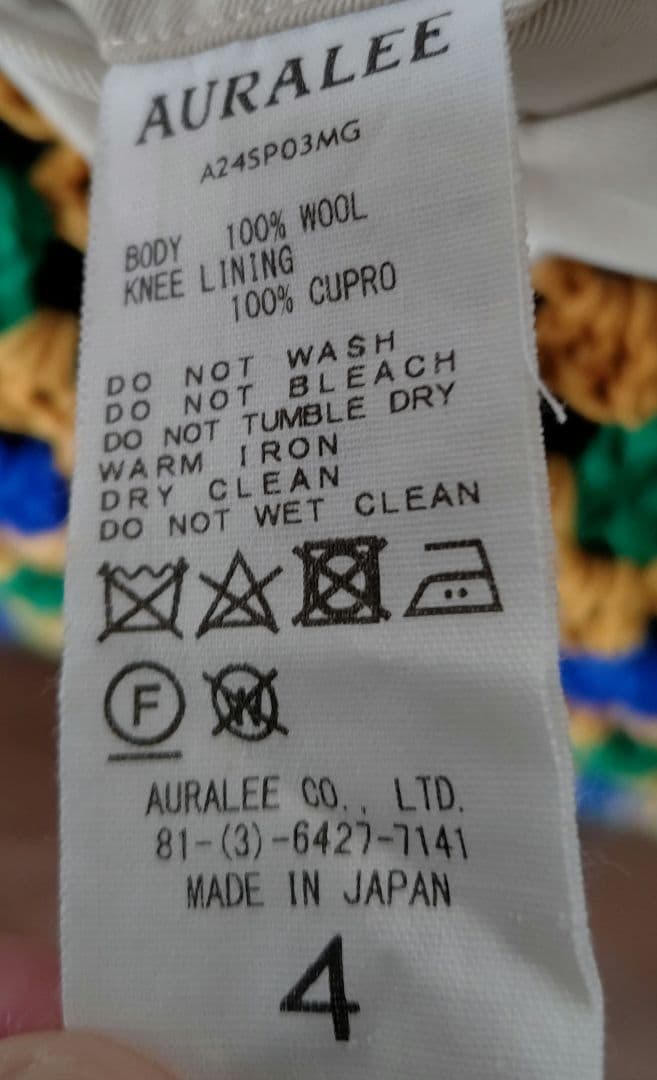 AURALEE
A24SP03MG
BODY 100% WOOL
KNEE LINING
100% CUPRO
DO NOT WASH
DO NOT BLEACH
DO NOT TUMBLE DRY
WARM IRON
DRY CLEAN
DO NOT WET CLEAN
F W
AURALEE CO., LTD.
81-(3)-6427-7141
MADE IN JAPAN
4